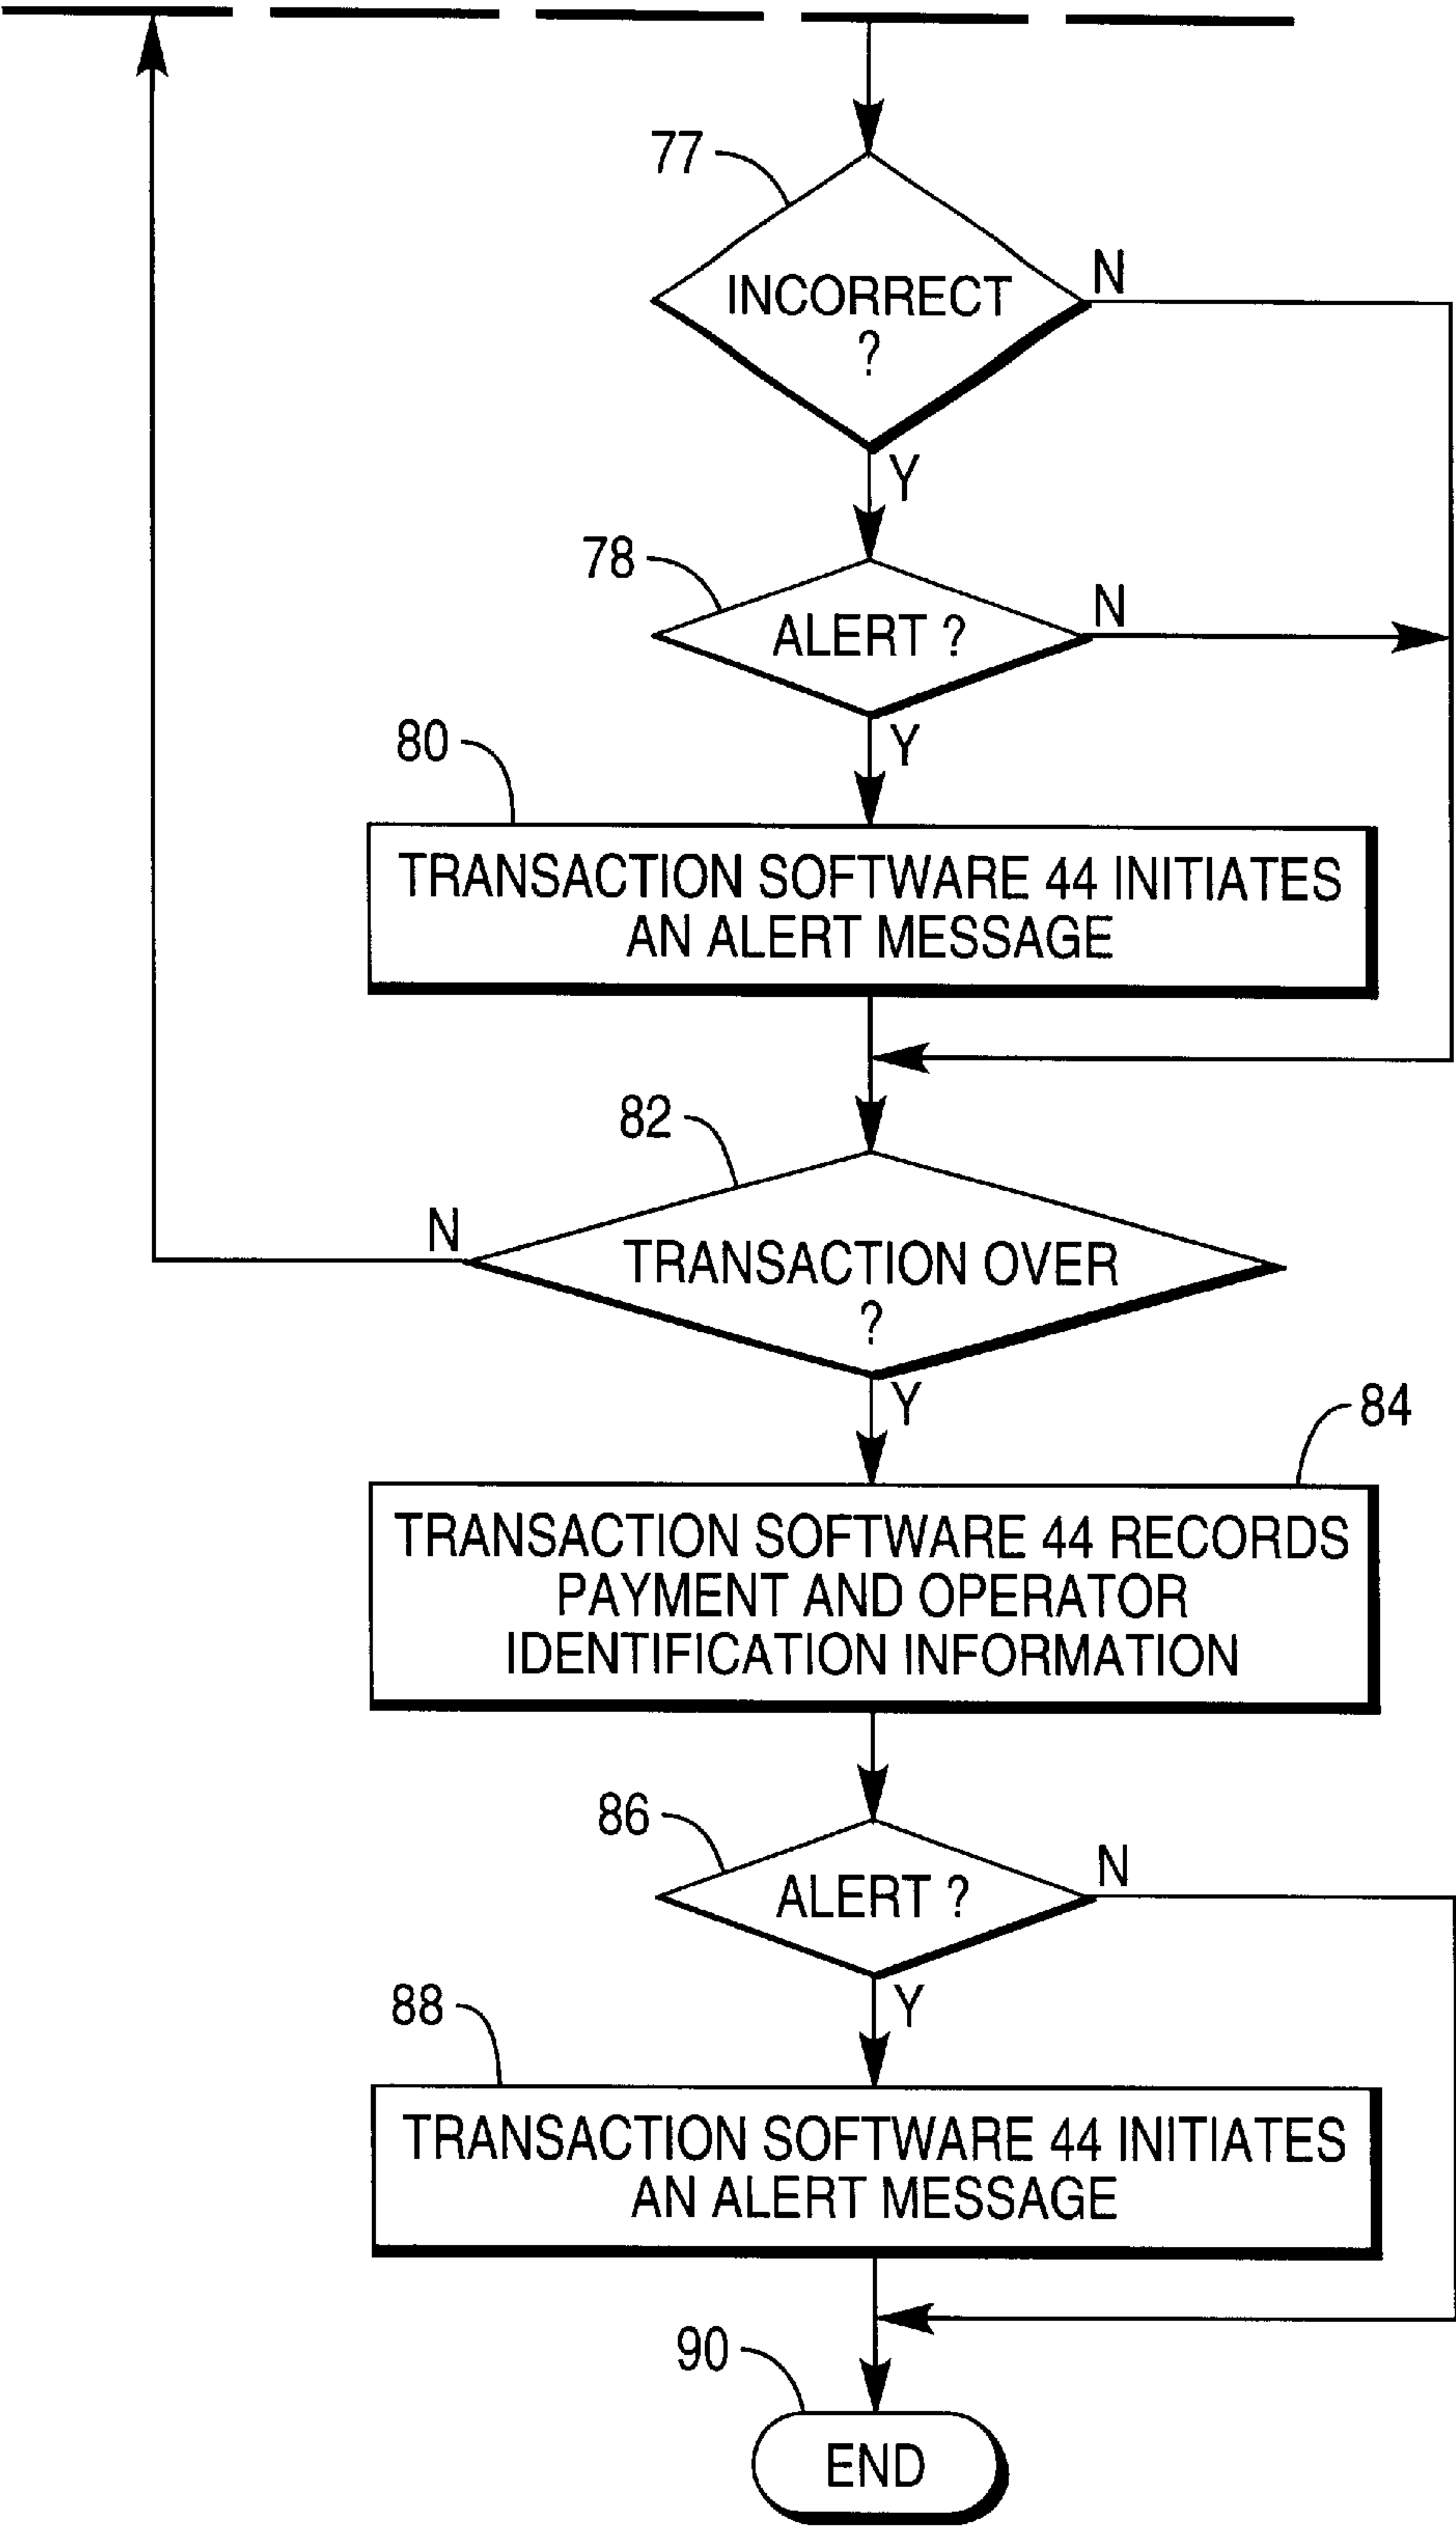 77
INCORRECT
?
N
Y
78
ALERT ?
N
Y
80
TRANSACTION SOFTWARE 44 INITIATES
AN ALERT MESSAGE
82
N
TRANSACTION OVER
?
Y
84
TRANSACTION SOFTWARE 44 RECORDS
PAYMENT AND OPERATOR
IDENTIFICATION INFORMATION
86
ALERT ?
N
Y
88
TRANSACTION SOFTWARE 44 INITIATES
AN ALERT MESSAGE
90
END